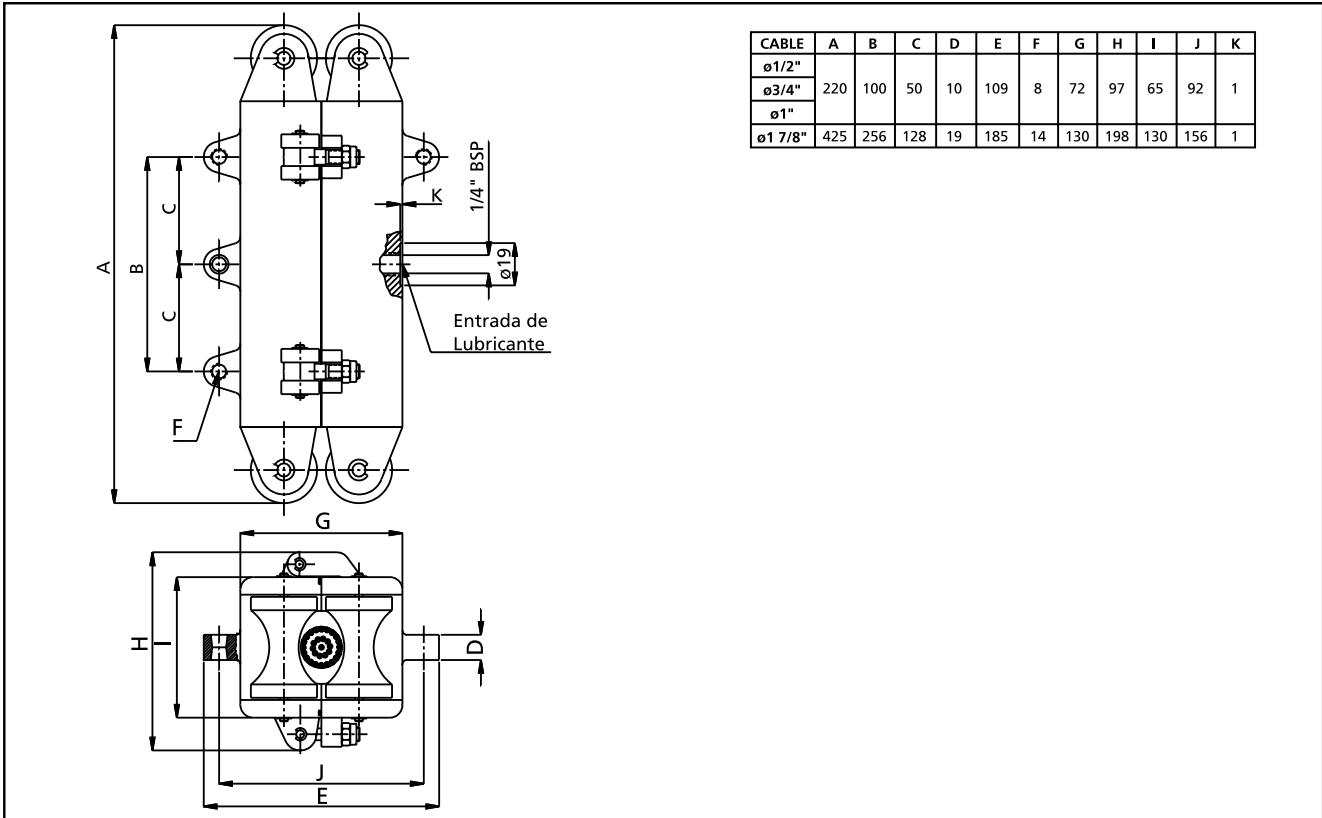 CABLE A B C D E F G H I J K
ø1/2"
ø3/4" 220 100 50 10 109 8 72 97 65 92 1
ø1"
ø1 7/8" 425 256 128 19 185 14 130 198 130 156 1
A
B
C
C
F
K
1/4" BSP
ø19
Entrada de
Lubricante
G
H
I
D
J
E